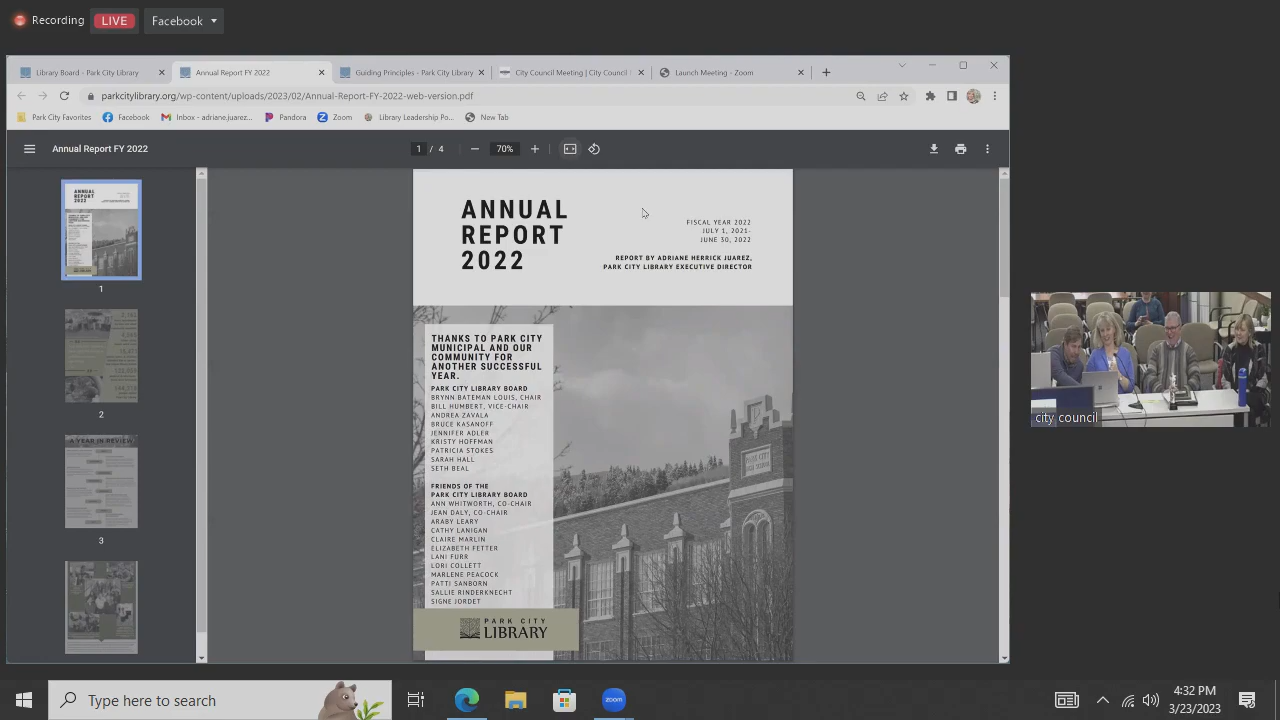 Recording
LIVE
Facebook
Library Board - Park City Library
Annual Report FY 2022
Guiding Principles - Park City Library
City Council Meeting | City Council
Launch Meeting - Zoom
parkcitylibrary.org/wp-content/uploads/2023/02/Annual-Report-FY-2022-web-version.pdf
Park City Favorites
Facebook
Inbox - adriane.juarez...
Pandora
Zoom
Library Leadership Po...
New Tab
Annual Report FY 2022
1 / 4
70%
ANNUAL
REPORT
2022
FISCAL YEAR 2022
JULY 1, 2021-
JUNE 30, 2022
REPORT BY ADRIANE HERRICK JUAREZ,
PARK CITY LIBRARY EXECUTIVE DIRECTOR
THANKS TO PARK CITY
MUNICIPAL AND OUR
COMMUNITY FOR
ANOTHER SUCCESSFUL
YEAR.
PARK CITY LIBRARY BOARD
BRYNN BATEMAN LOUIS, CHAIR
BILL HUMBERT, VICE-CHAIR
ANDREA ZAVALA
BRUCE KASANOFF
JENNIFER ADLER
KRISTY HOFFMAN
PATRICIA STOKES
SARAH HALL
SETH BEAL
FRIENDS OF THE
PARK CITY LIBRARY BOARD
ANN WHITWORTH, CO-CHAIR
JEAN DALY, CO-CHAIR
ARABY LEARY
CATHY LANIGAN
CLAIRE MARLIN
ELIZABETH FETTER
LANI FURR
LORI COLLETT
MARLENE PEACOCK
PATTI SANBORN
SALLIE RINDERKNECHT
SIGNE JORDET
PARK CITY
LIBRARY
ANNUAL
REPORT
2022
1
2
A YEAR IN REVIEW
3
city council
Type here to search
zoom
4:32 PM
3/23/2023